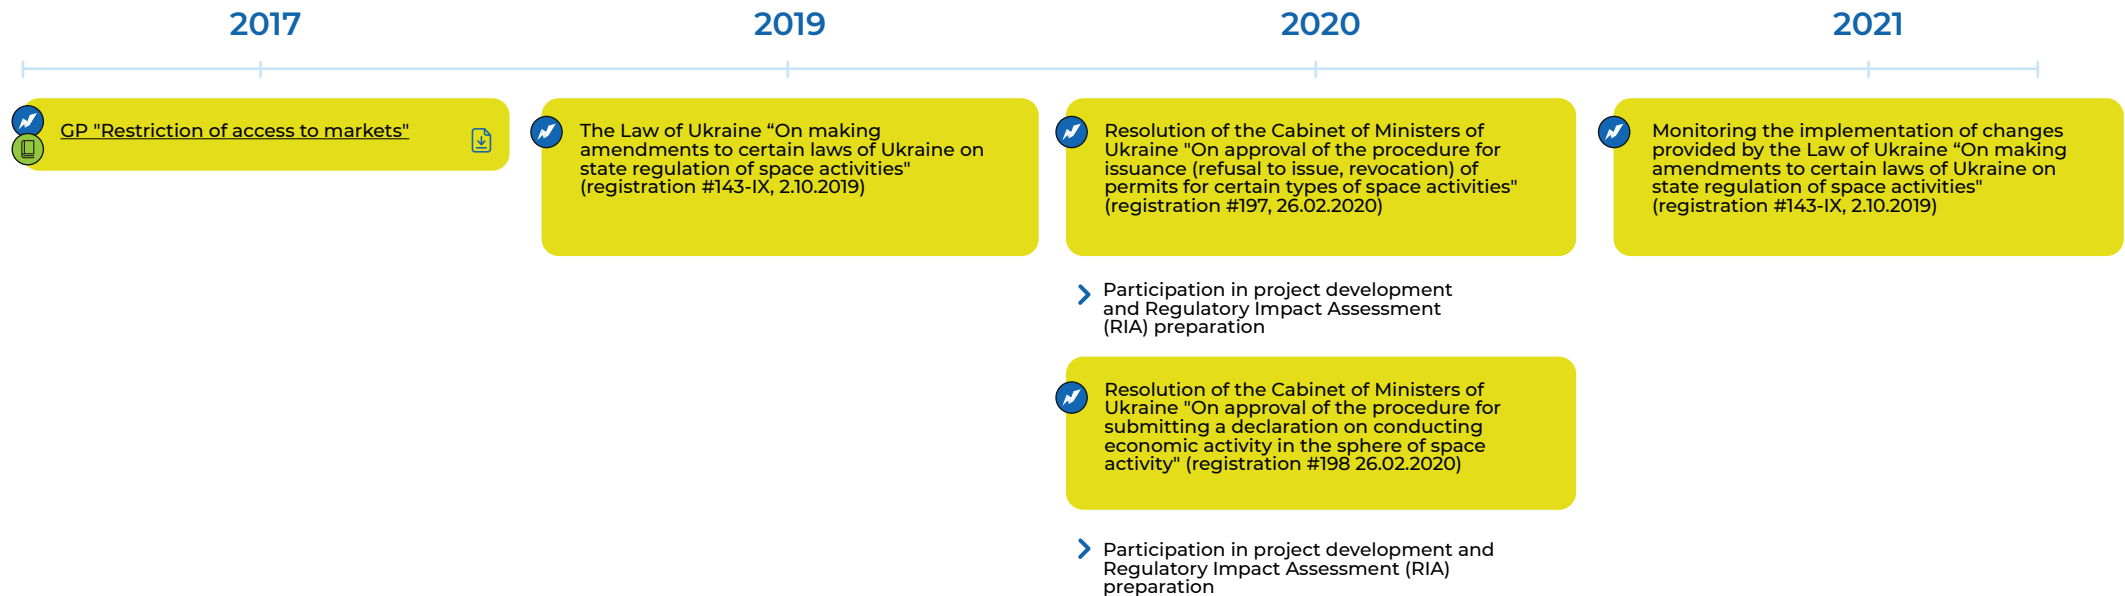 2017
2019
2020
2021
GP "Restriction of access to markets"
The Law of Ukraine “On making
amendments to certain laws of Ukraine on
state regulation of space activities"
(registration #143-IX, 2.10.2019)
Resolution of the Cabinet of Ministers of
Ukraine "On approval of the procedure for
issuance (refusal to issue, revocation) of
permits for certain types of space activities"
(registration #197, 26.02.2020)
Participation in project development
and Regulatory Impact Assessment
(RIA) preparation
Resolution of the Cabinet of Ministers of
Ukraine "On approval of the procedure for
submitting a declaration on conducting
economic activity in the sphere of space
activity" (registration #198 26.02.2020)
Participation in project development and
Regulatory Impact Assessment (RIA)
preparation
Monitoring the implementation of changes
provided by the Law of Ukraine “On making
amendments to certain laws of Ukraine on
state regulation of space activities"
(registration #143-IX, 2.10.2019)